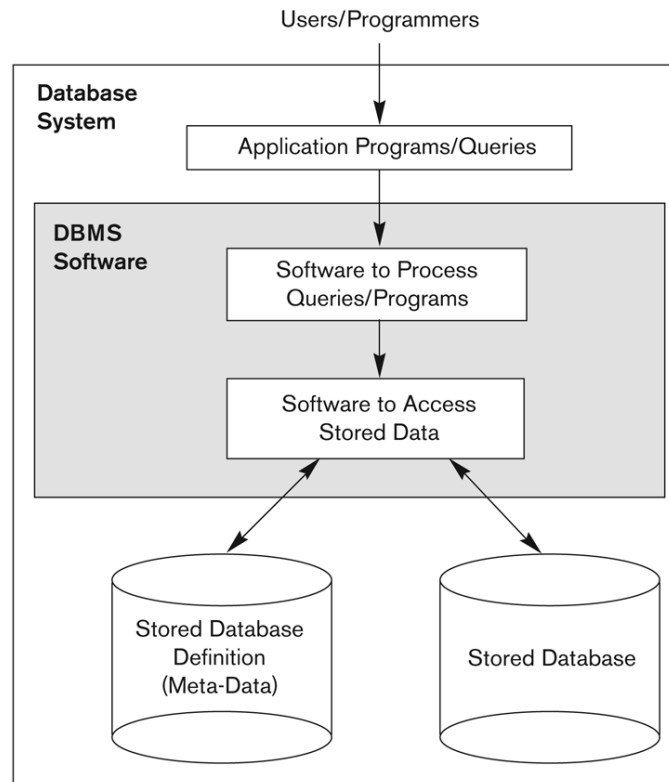 Users/Programmers
Database
System
Application Programs/Queries
DBMS
Software
Software to Process
Queries/Programs
Software to Access
Stored Data
Stored Database
Definition
(Meta-Data)
Stored Database